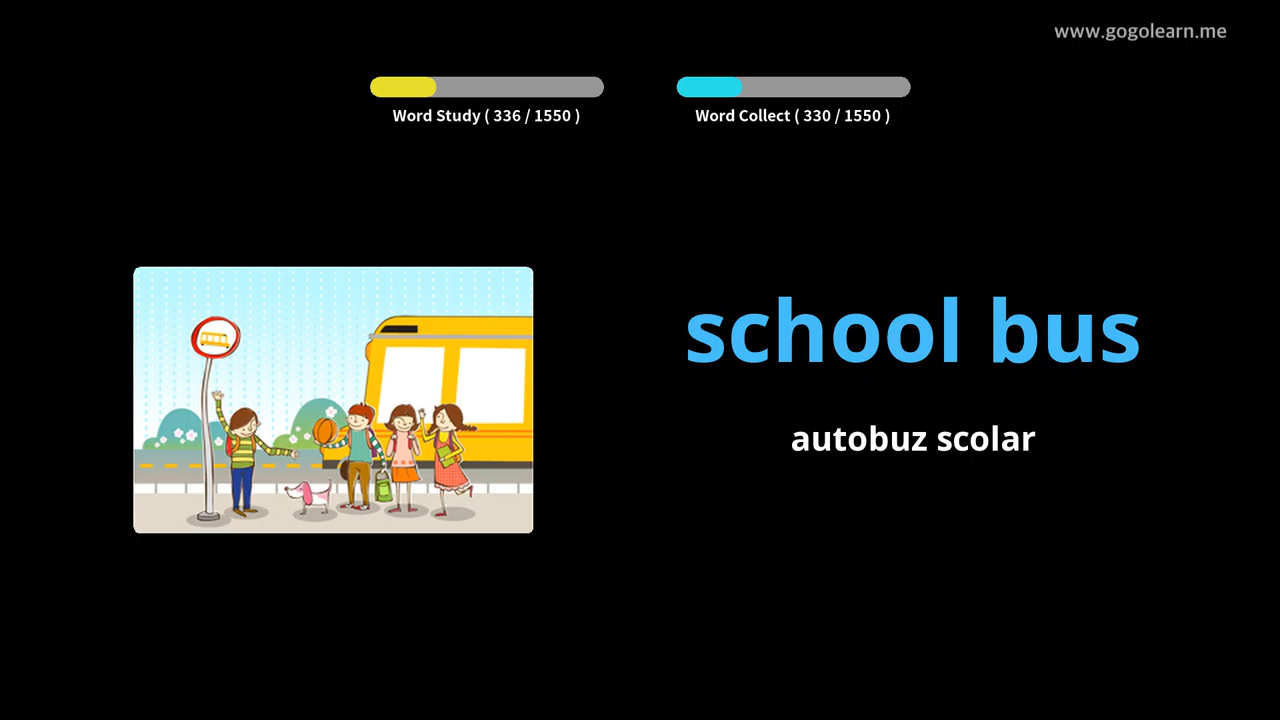 www.gogolearn.me
Word Study ( 336 / 1550 )
Word Collect ( 330 / 1550 )
school bus
autobuz scolar